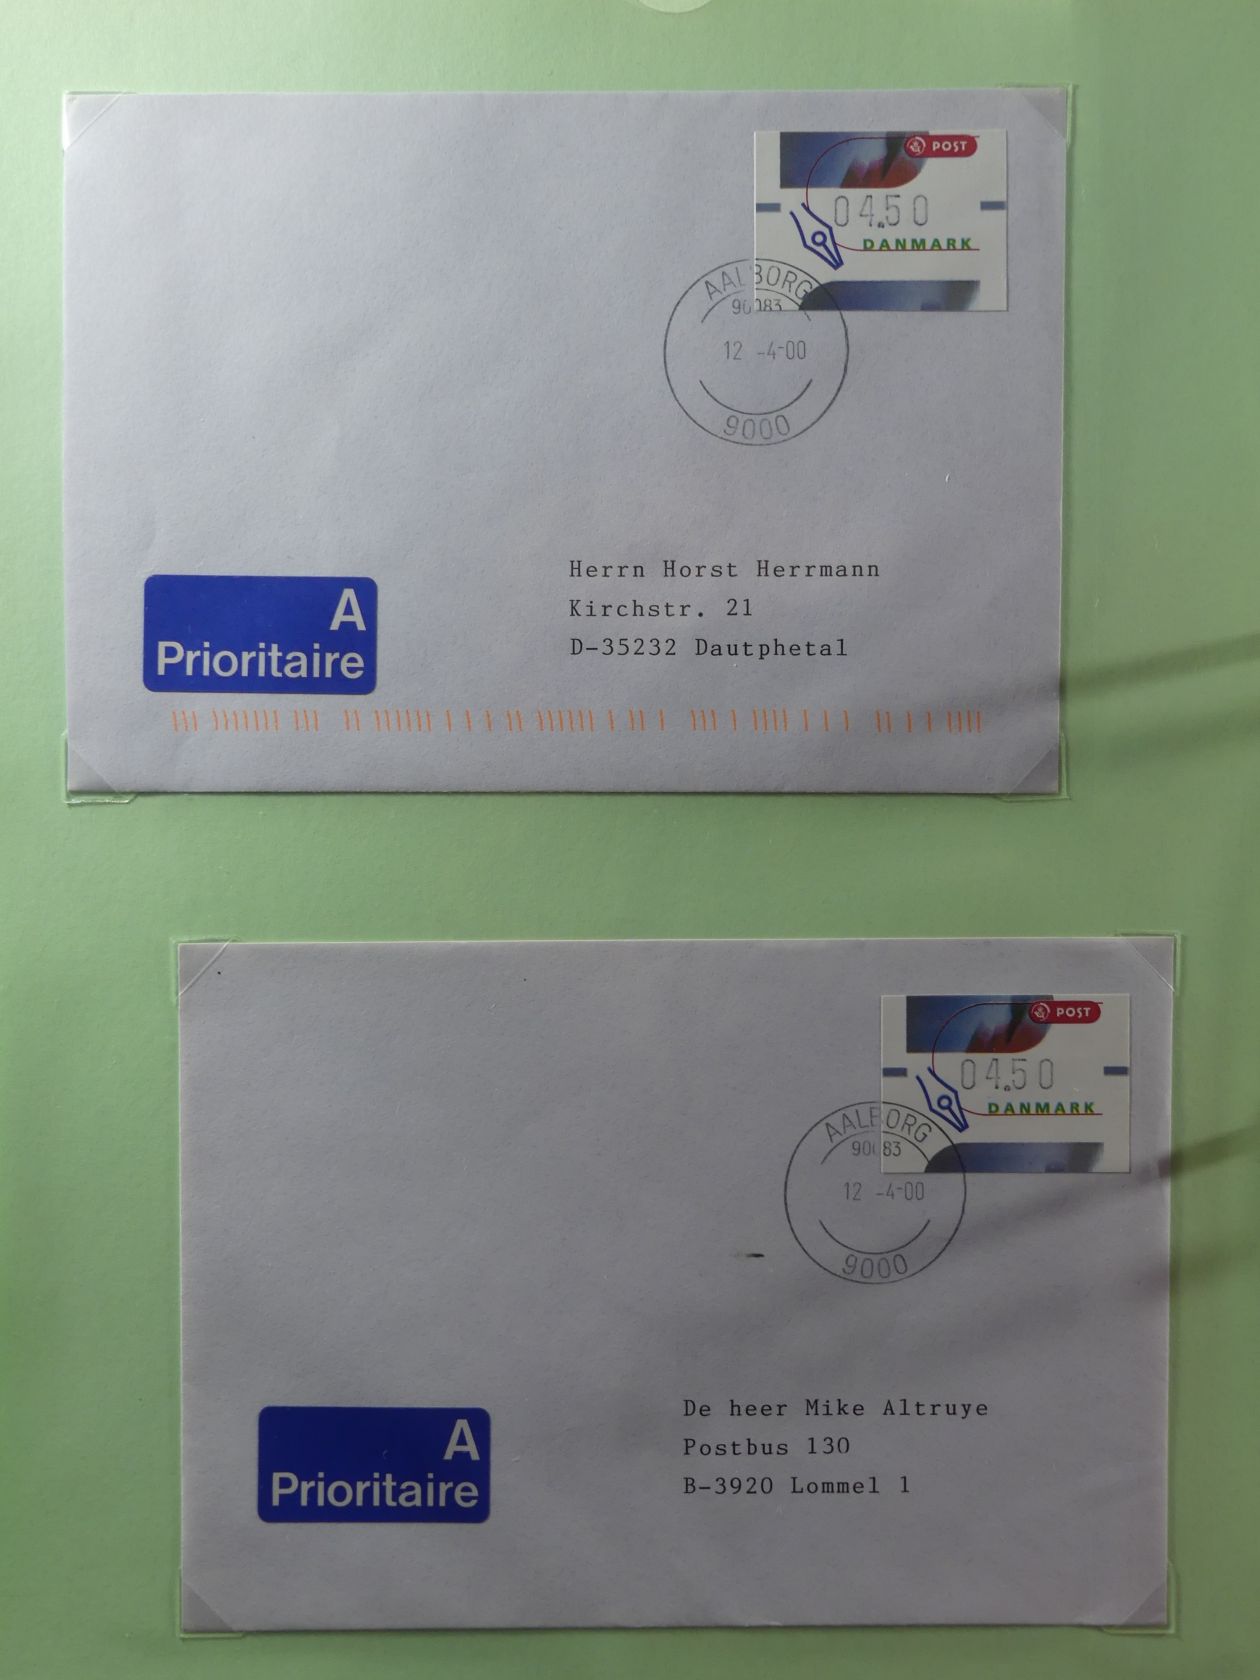 POST
04.50
DANMARK
AALBORG
90083
12 -4-00
9000
Herrn Horst Herrmann
Kirchstr. 21
D-35232 Dautphetal
A
Prioritaire
POST
04.50
DANMARK
AALBORG
90083
12 -4-00
9000
De heer Mike Altruye
Postbus 130
B-3920 Lommel 1
A
Prioritaire